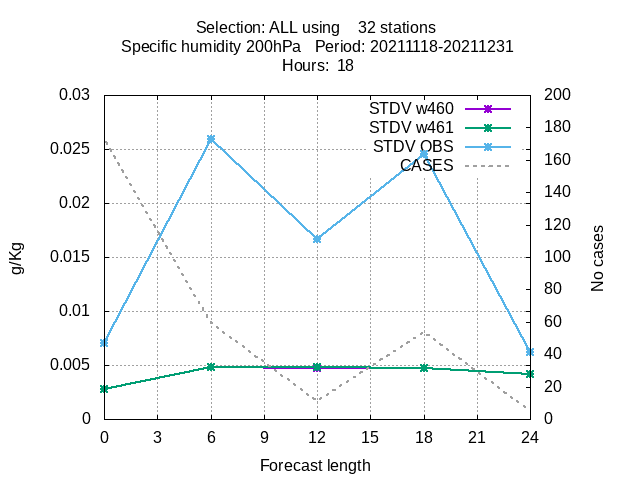 Selection: ALL using    32 stations
Specific humidity 200hPa   Period: 20211118-20211231
Hours:  18
0.03
0.025
0.02
0.015
0.01
0.005
0
200
180
160
140
120
100
80
60
40
20
0
STDV w460
STDV w461
STDV OBS
CASES
g/Kg
No cases
0 3 6 9 12 15 18 21 24
Forecast length